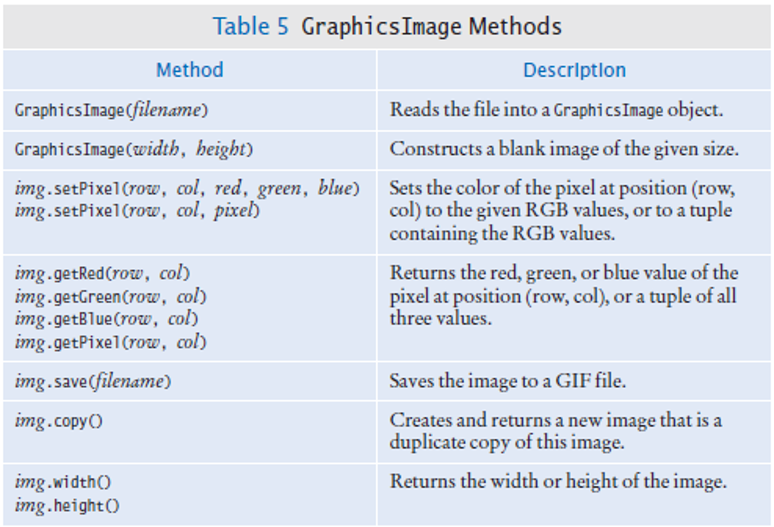 Table 5 GraphicsImage Methods
Method Description
GraphicsImage(filename) Reads the file into a GraphicsImage object.
GraphicsImage(width, height) Constructs a blank image of the given size.
img.setPixel(row, col, red, green, blue)
img.setPixel(row, col, pixel)
Sets the color of the pixel at position (row,
col) to the given RGB values, or to a tuple
containing the RGB values.
img.getRed(row, col)
img.getGreen(row, col)
img.getBlue(row, col)
img.getPixel(row, col)
Returns the red, green, or blue value of the
pixel at position (row, col), or a tuple of all
three values.
img.save(filename) Saves the image to a GIF file.
img.copy()
Creates and returns a new image that is a
duplicate copy of this image.
img.width()
img.height()
Returns the width or height of the image.